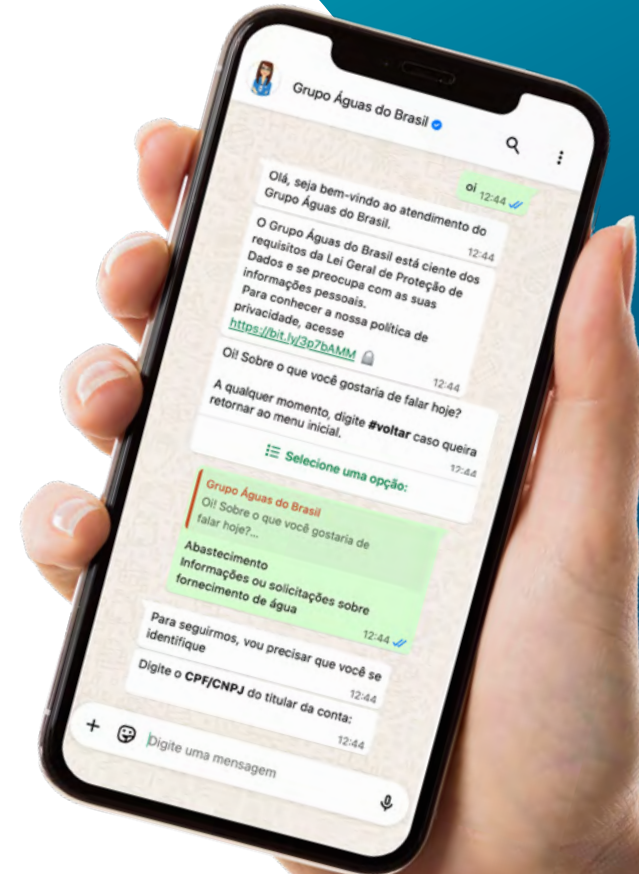 Grupo Águas do Brasil
oi 12:44
Olá, seja bem-vindo ao atendimento do
Grupo Águas do Brasil.
12:44
O Grupo Águas do Brasil está ciente dos
requisitos da Lei Geral de Proteção de
Dados e se preocupa com as suas
informações pessoais.
Para conhecer a nossa política de
privacidade, acesse
https://bit.ly/3p7bAMM
12:44
Oi! Sobre o que você gostaria de falar hoje?
A qualquer momento, digite #voltar caso queira
retornar ao menu inicial.
12:44
Selecione uma opção:
Grupo Águas do Brasil
Oi! Sobre o que você gostaria de
falar hoje?...
Abastecimento
Informações ou solicitações sobre
fornecimento de água
12:44
Para seguirmos, vou precisar que você se
identifique
12:44
Digite o CPF/CNPJ do titular da conta:
12:44
Digite uma mensagem